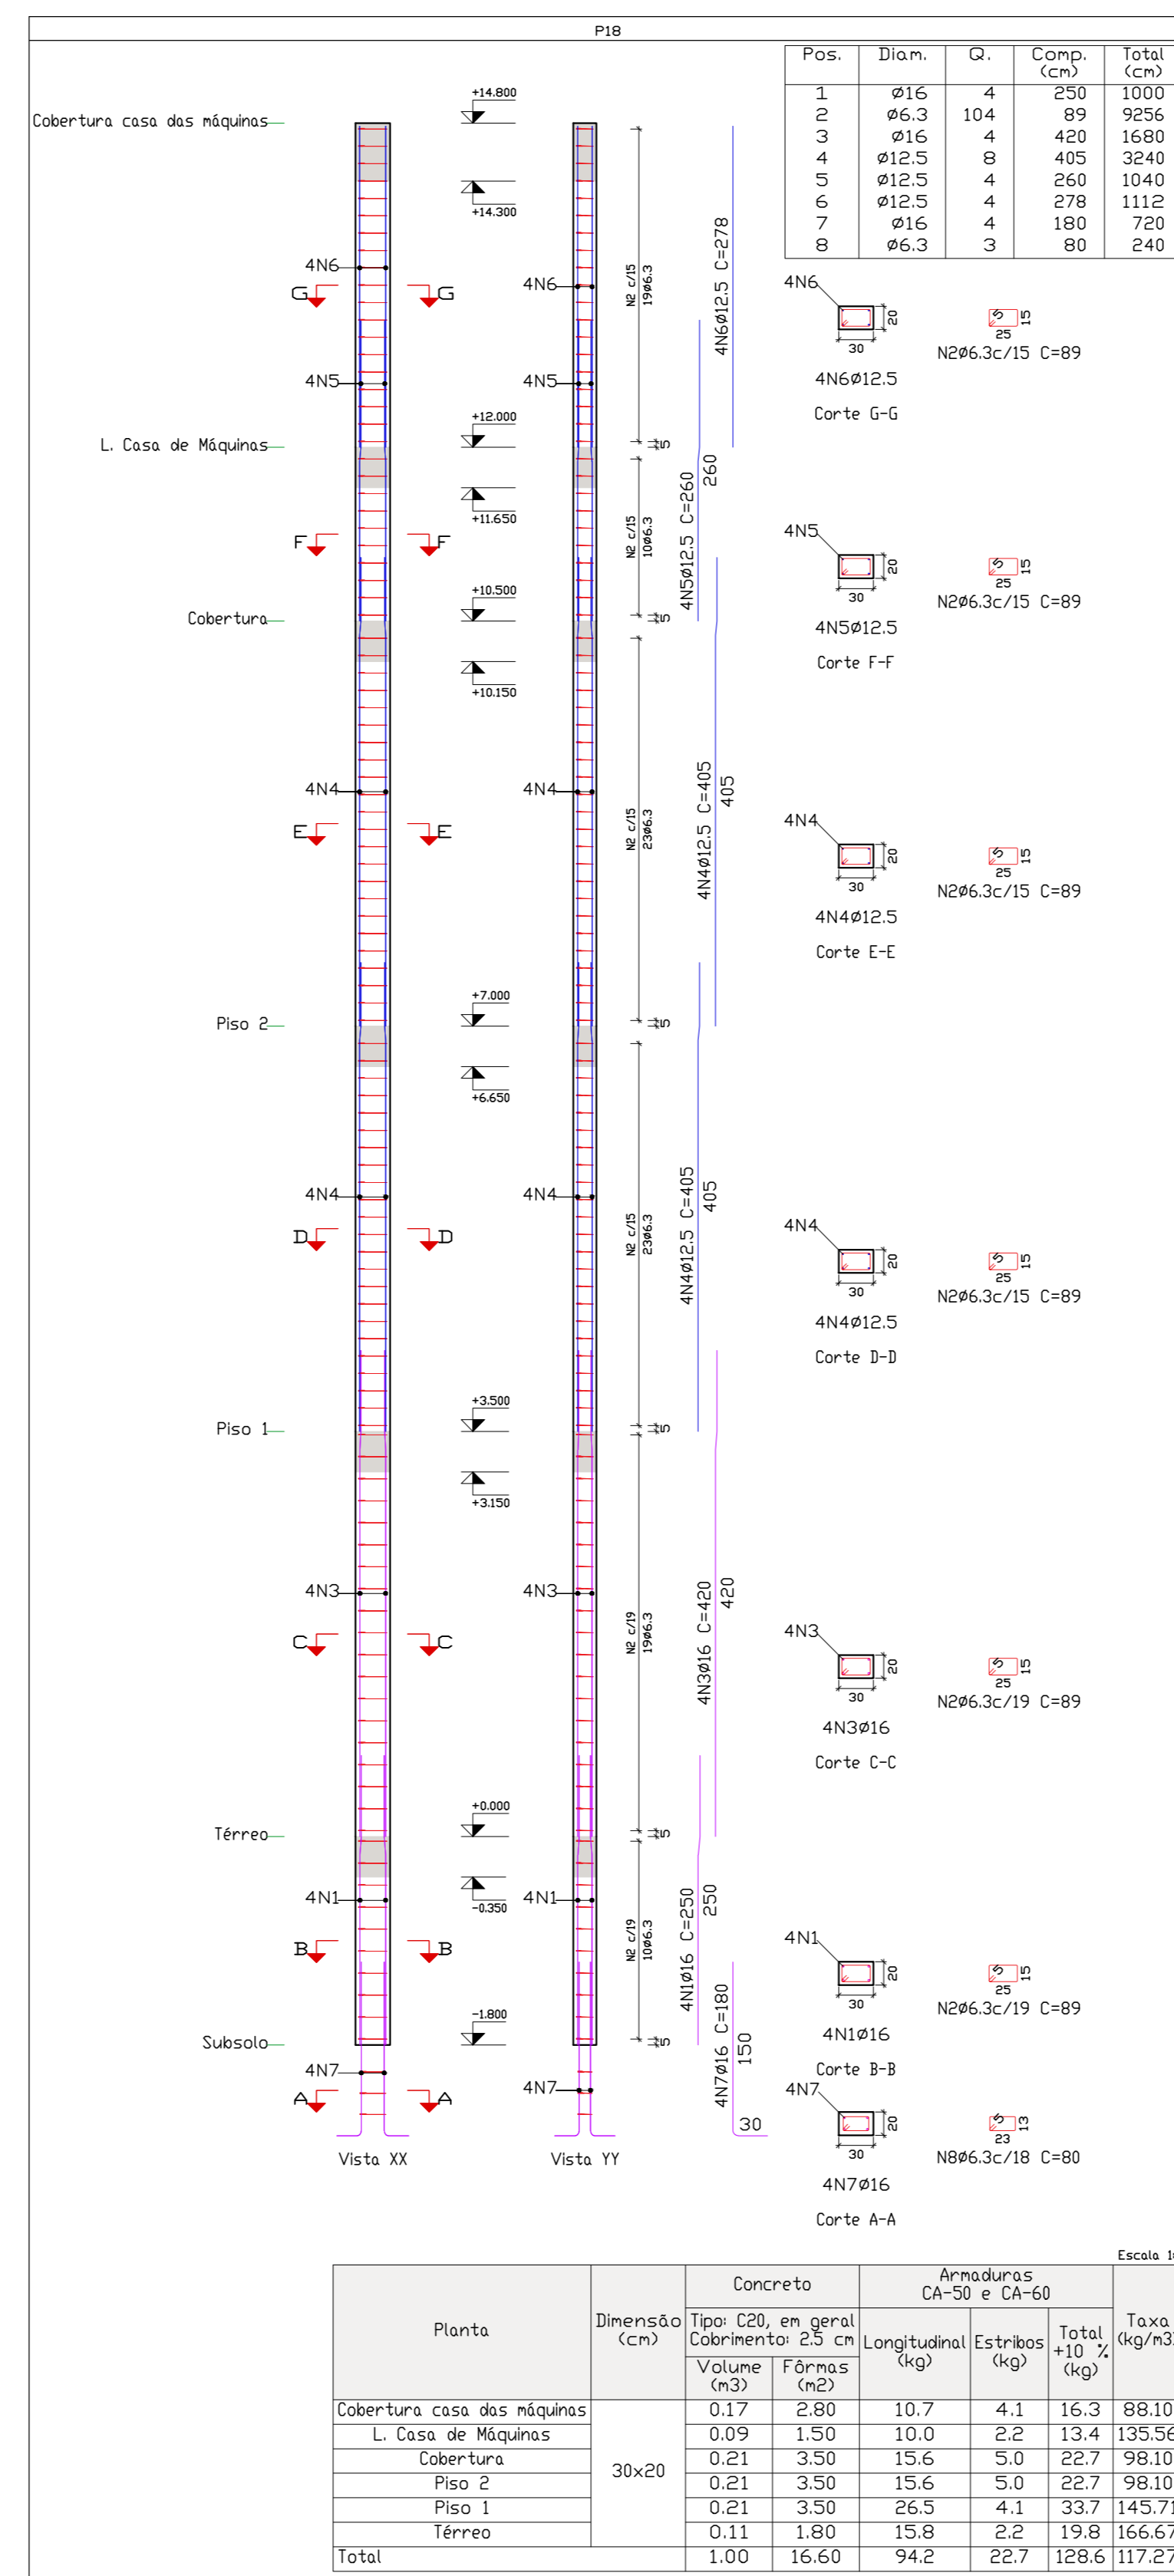 P18
Pos. Diam. Q. Comp. (cm) Total (cm)
1 Ø16 4 250 1000
2 Ø6.3 104 89 9256
3 Ø16 4 420 1680
4 Ø12.5 8 405 3240
5 Ø12.5 4 260 1040
6 Ø12.5 4 278 1112
7 Ø16 4 180 720
8 Ø6.3 3 80 240
Cobertura casa das máquinas
+14.800
+14.300
4N6
4N6
G G
N2 c/15
19Ø6.3
4N6Ø12.5 C=278
4N5
4N5
4N6
20
30
4N6Ø12.5
Corte G-G
5
15
25
N2Ø6.3c/15 C=89
L. Casa de Máquinas
+12.000
5
+11.650
F F
N2 c/15
10Ø6.3
4N5Ø12.5 C=260
260
4N5
20
30
4N5Ø12.5
Corte F-F
5
15
25
N2Ø6.3c/15 C=89
Cobertura
+10.500
5
+10.150
4N4
4N4
E E
N2 c/15
23Ø6.3
4N4Ø12.5 C=405
405
4N4
20
30
4N4Ø12.5
Corte E-E
5
15
25
N2Ø6.3c/15 C=89
Piso 2
+7.000
5
+6.650
4N4
4N4
D D
N2 c/15
23Ø6.3
4N4Ø12.5 C=405
405
4N4
20
30
4N4Ø12.5
Corte D-D
5
15
25
N2Ø6.3c/15 C=89
Piso 1
+3.500
5
+3.150
4N3
4N3
C C
N2 c/19
19Ø6.3
4N3Ø16 C=420
420
4N3
20
30
4N3Ø16
Corte C-C
5
15
25
N2Ø6.3c/19 C=89
Térreo
+0.000
5
-0.350
4N1
4N1
B B
N2 c/19
10Ø6.3
4N1Ø16 C=250
250
4N1
20
30
4N1Ø16
Corte B-B
5
15
25
N2Ø6.3c/19 C=89
Subsolo
-1.800
5
4N7
4N7
A A
4N7Ø16 C=180
150
30
4N7
20
30
4N7Ø16
Corte A-A
5
13
23
N8Ø6.3c/18 C=80
Vista XX
Vista YY
Escala
Planta
Dimensão (cm)
Concreto
Tipo: C20, em geral
Cobrimento: 2.5 cm
Volume (m3)
Fôrmas (m2)
Armaduras
CA-50 e CA-60
Longitudinal (kg)
Estribos (kg)
Total +10 % (kg)
Taxa
(kg/m3)
30x20
Cobertura casa das máquinas 0.17 2.80 10.7 4.1 16.3 88.10
L. Casa de Máquinas 0.09 1.50 10.0 2.2 13.4 135.56
Cobertura 0.21 3.50 15.6 5.0 22.7 98.10
Piso 2 0.21 3.50 15.6 5.0 22.7 98.10
Piso 1 0.21 3.50 26.5 4.1 33.7 145.71
Térreo 0.11 1.80 15.8 2.2 19.8 166.67
Total 1.00 16.60 94.2 22.7 128.6 117.27